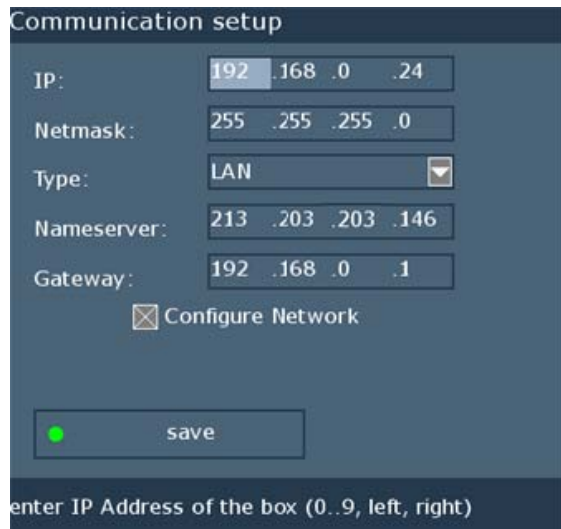 Communication setup
IP: 192 .168 .0 .24
Netmask: 255 .255 .255 .0
Type: LAN
Nameserver: 213 .203 .203 .146
Gateway: 192 .168 .0 .1
Configure Network
save
enter IP Address of the box (0..9, left, right)